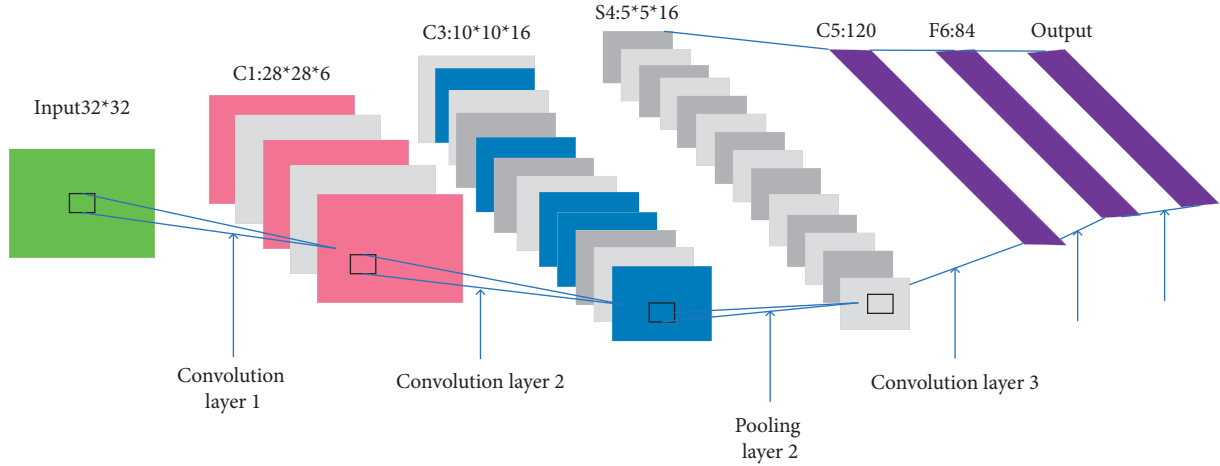 Input32*32
C1:28*28*6
C3:10*10*16
S4:5*5*16
C5:120
F6:84
Output
Convolution
layer 1
Convolution layer 2
Pooling
layer 2
Convolution layer 3